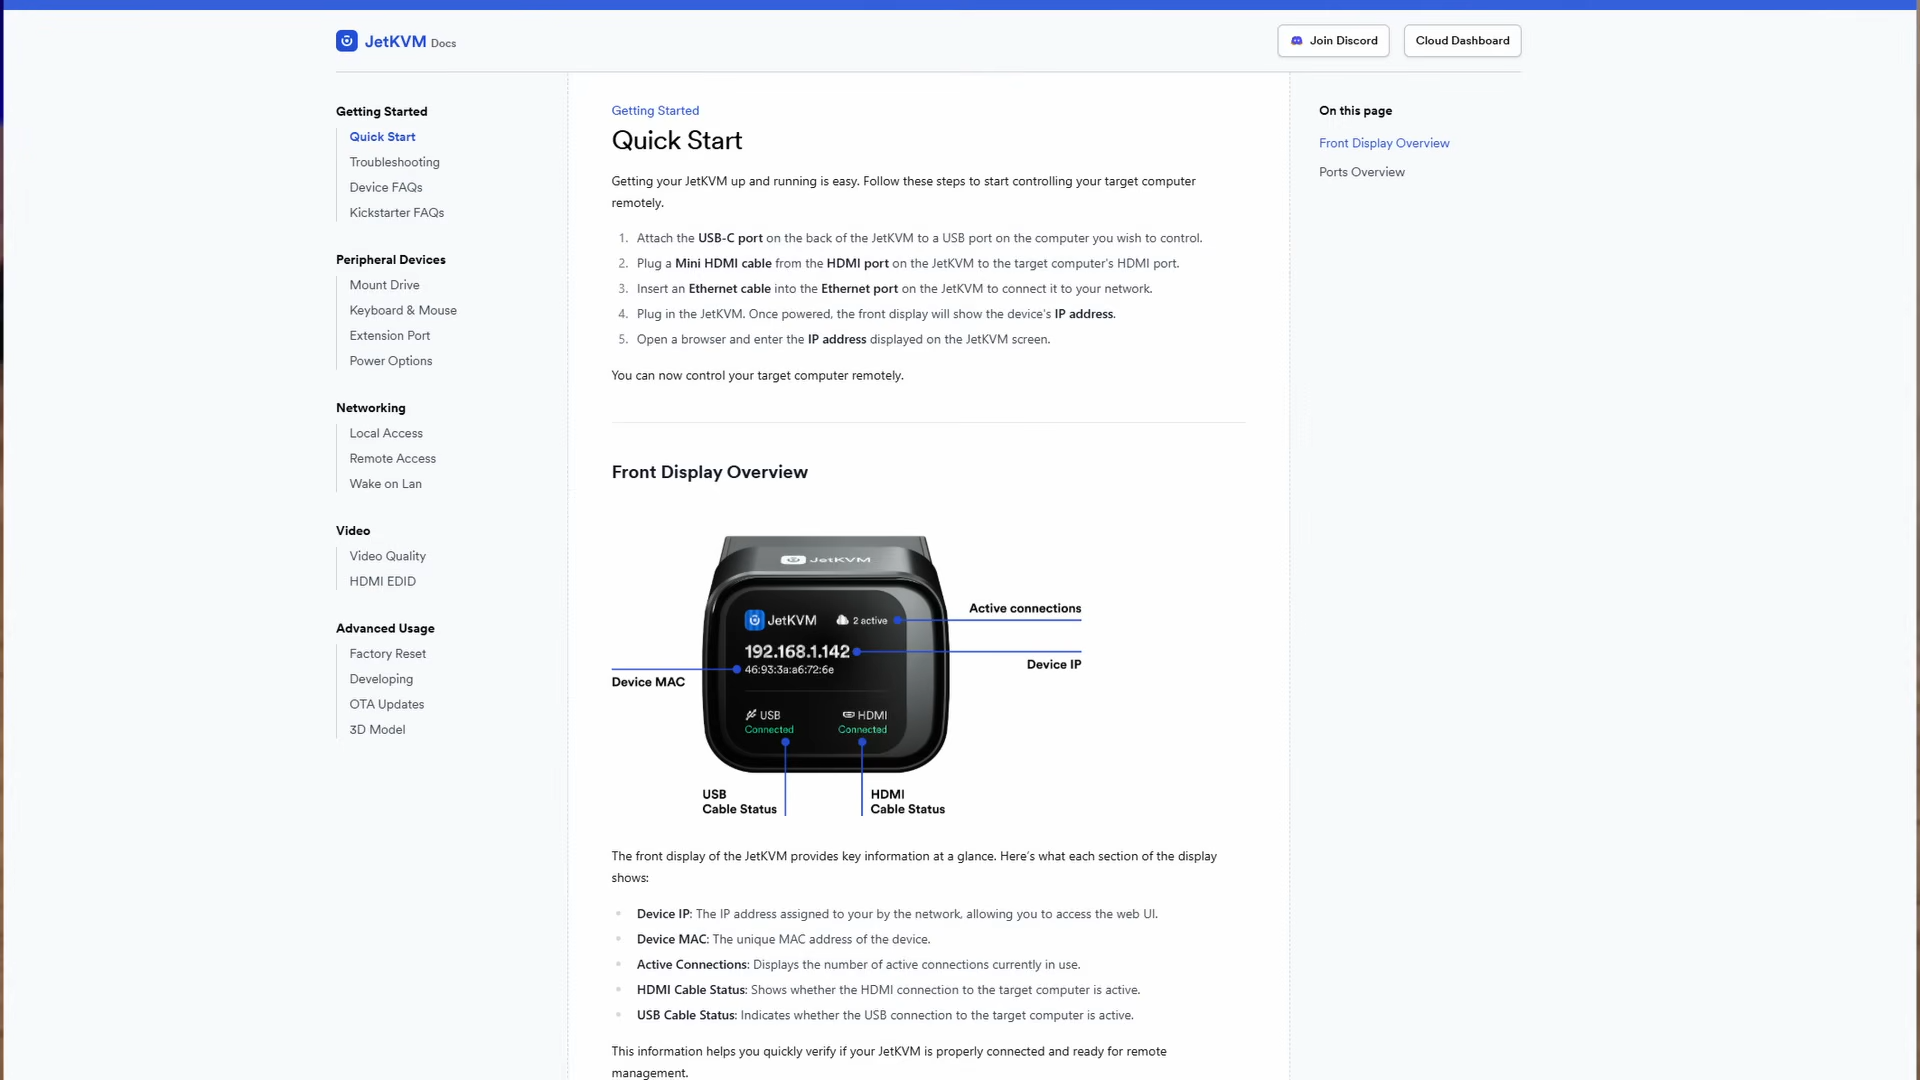 JetKVM Docs
Join Discord
Cloud Dashboard
Getting Started
Quick Start
Troubleshooting
Device FAQs
Kickstarter FAQs
Peripheral Devices
Mount Drive
Keyboard & Mouse
Extension Port
Power Options
Networking
Local Access
Remote Access
Wake on Lan
Video
Video Quality
HDMI EDID
Advanced Usage
Factory Reset
Developing
OTA Updates
3D Model
Getting Started
Quick Start
Getting your JetKVM up and running is easy. Follow these steps to start controlling your target computer
remotely.
1. Attach the USB-C port on the back of the JetKVM to a USB port on the computer you wish to control.
2. Plug a Mini HDMI cable from the HDMI port on the JetKVM to the target computer's HDMI port.
3. Insert an Ethernet cable into the Ethernet port on the JetKVM to connect it to your network.
4. Plug in the JetKVM. Once powered, the front display will show the device's IP address.
5. Open a browser and enter the IP address displayed on the JetKVM screen.
You can now control your target computer remotely.
Front Display Overview
JetKVM
JetKVM
2 active
192.168.1.142
46:93:3a:a6:72:6e
USB
Connected
HDMI
Connected
Active connections
Device IP
Device MAC
USB
Cable Status
HDMI
Cable Status
The front display of the JetKVM provides key information at a glance. Here's what each section of the display
shows:
Device IP: The IP address assigned to your by the network, allowing you to access the web UI.
Device MAC: The unique MAC address of the device.
Active Connections: Displays the number of active connections currently in use.
HDMI Cable Status: Shows whether the HDMI connection to the target computer is active.
USB Cable Status: Indicates whether the USB connection to the target computer is active.
This information helps you quickly verify if your JetKVM is properly connected and ready for remote
management.
On this page
Front Display Overview
Ports Overview